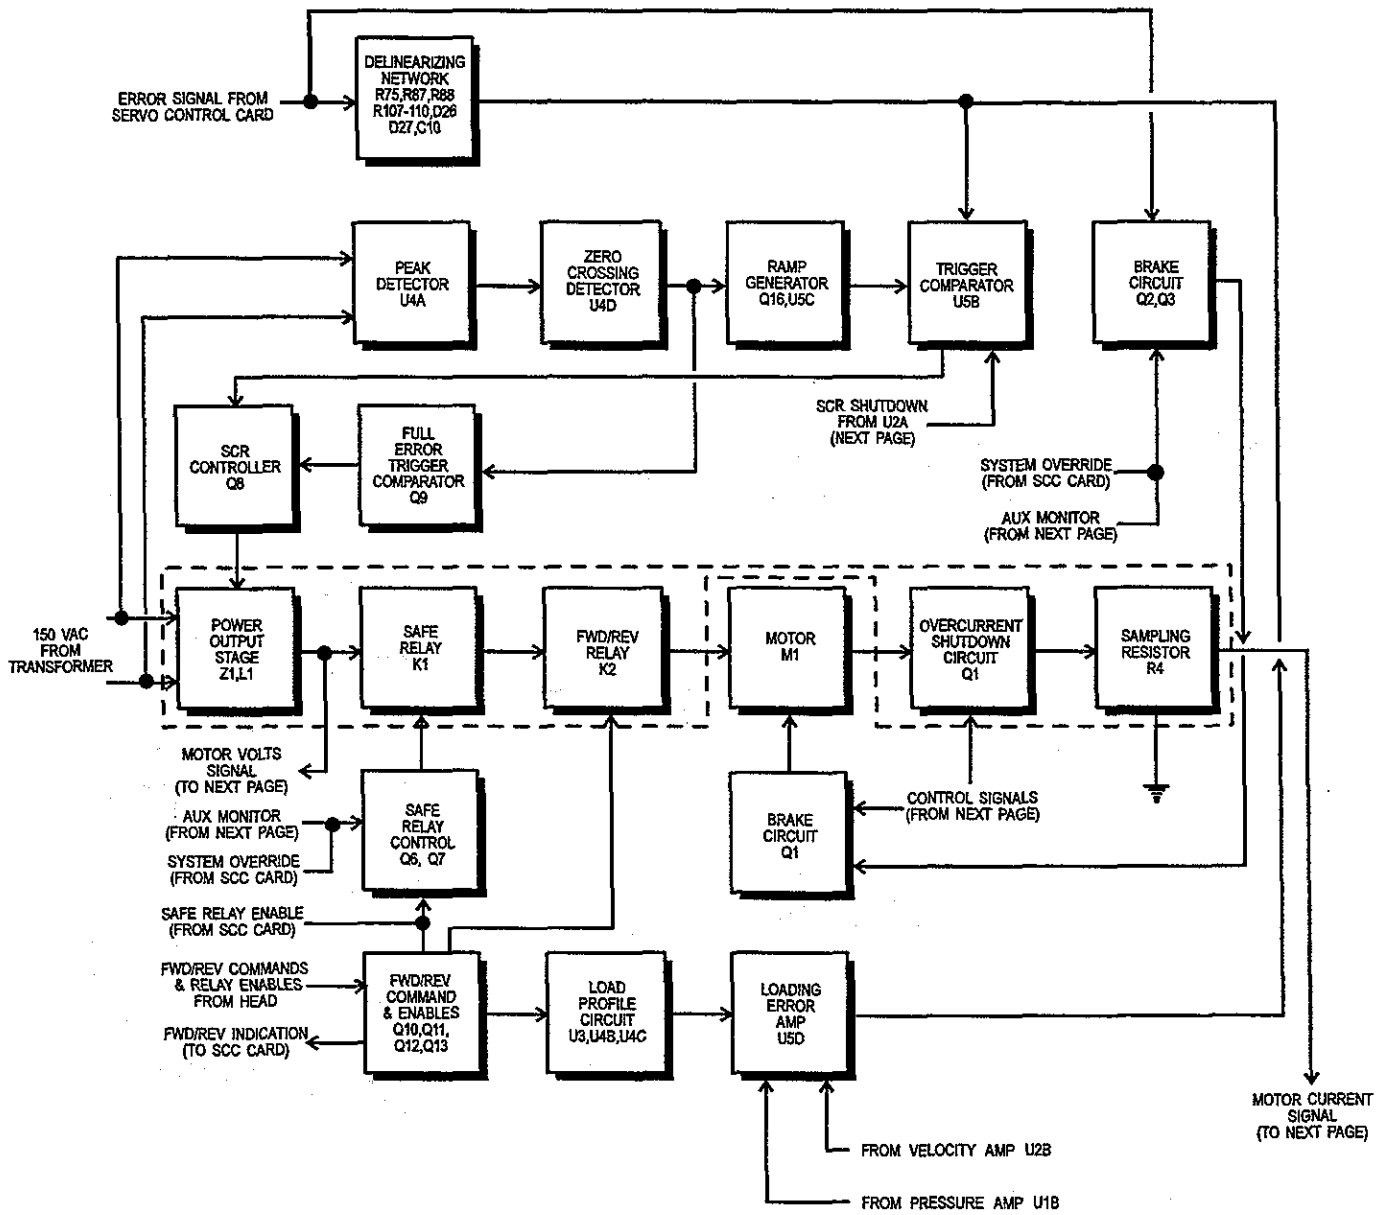 ERROR SIGNAL FROM
SERVO CONTROL CARD
DELINEARIZING
NETWORK
R75,R87,R88
R107-110,D26
D27,C10
PEAK
DETECTOR
U4A
ZERO
CROSSING
DETECTOR
U4D
RAMP
GENERATOR
Q16,U5C
TRIGGER
COMPARATOR
U5B
BRAKE
CIRCUIT
Q2,Q3
SCR
CONTROLLER
Q8
FULL
ERROR
TRIGGER
COMPARATOR
Q9
SCR SHUTDOWN
FROM U2A
(NEXT PAGE)
SYSTEM OVERRIDE
(FROM SCC CARD)
AUX MONITOR
(FROM NEXT PAGE)
150 VAC
FROM
TRANSFORMER
POWER
OUTPUT
STAGE
Z1,L1
SAFE
RELAY
K1
FWD/REV
RELAY
K2
MOTOR
M1
OVERCURRENT
SHUTDOWN
CIRCUIT
Q1
SAMPLING
RESISTOR
R4
MOTOR VOLTS
SIGNAL
(TO NEXT PAGE)
AUX MONITOR
(FROM NEXT PAGE)
SYSTEM OVERRIDE
(FROM SCC CARD)
SAFE
RELAY
CONTROL
Q6, Q7
BRAKE
CIRCUIT
Q1
CONTROL SIGNALS
(FROM NEXT PAGE)
SAFE RELAY ENABLE
(FROM SCC CARD)
FWD/REV COMMANDS
& RELAY ENABLES
FROM HEAD
FWD/REV INDICATION
(TO SCC CARD)
FWD/REV
COMMAND
& ENABLES
Q10,Q11,
Q12,Q13
LOAD
PROFILE
CIRCUIT
U3,U4B,U4C
LOADING
ERROR
AMP
U5D
MOTOR CURRENT
SIGNAL
(TO NEXT PAGE)
FROM VELOCITY AMP U2B
FROM PRESSURE AMP U1B